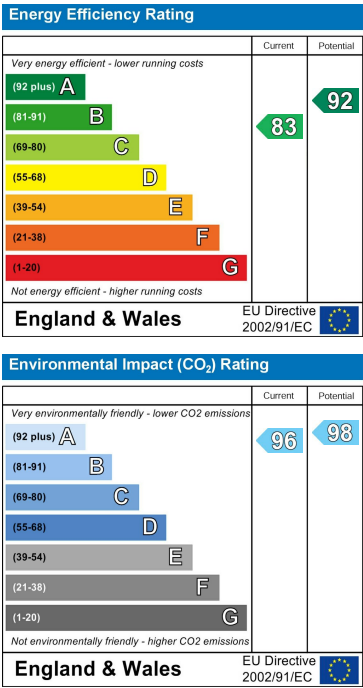 Energy Efficiency Rating
Current Potential
Very energy efficient - lower running costs
(92 plus) A
(81-91) B
(69-80) C
(55-68) D
(39-54) E
(21-38) F
(1-20) G
83
92
Not energy efficient - higher running costs
England & Wales
EU Directive
2002/91/EC
Environmental Impact (CO₂) Rating
Current Potential
Very environmentally friendly - lower CO2 emissions
(92 plus) A
(81-91) B
(69-80) C
(55-68) D
(39-54) E
(21-38) F
(1-20) G
96
98
Not environmentally friendly - higher CO2 emissions
England & Wales
EU Directive
2002/91/EC